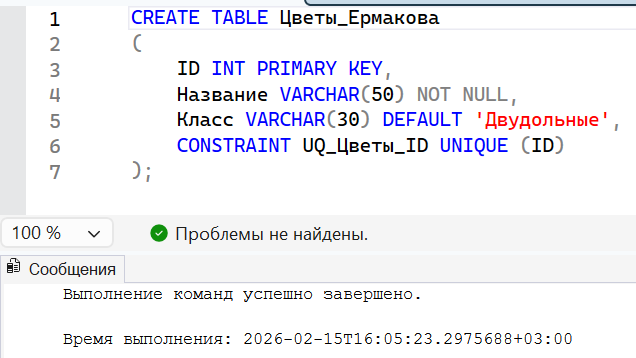 1 CREATE TABLE Цветы_Ермакова
2 (
3 ID INT PRIMARY KEY,
4 Название VARCHAR(50) NOT NULL,
5 Класс VARCHAR(30) DEFAULT 'Двудольные',
6 CONSTRAINT UQ_Цветы_ID UNIQUE (ID)
7 );
100 % Проблемы не найдены.
Сообщения
Выполнение команд успешно завершено.
Время выполнения: 2026-02-15T16:05:23.2975688+03:00